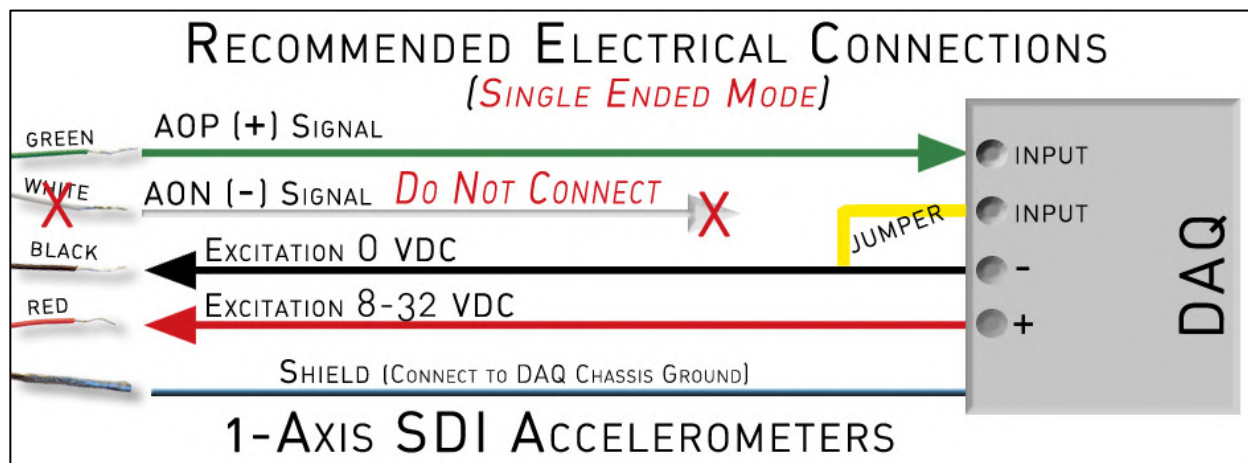 RECOMMENDED ELECTRICAL CONNECTIONS
(SINGLE ENDED MODE)
GREEN
AOP (+) SIGNAL
INPUT
WHITE
AON (-) SIGNAL DO NOT CONNECT
X
X
JUMPER
INPUT
BLACK
EXCITATION 0 VDC
-
RED
EXCITATION 8-32 VDC
+
DAQ
SHIELD (CONNECT TO DAQ CHASSIS GROUND)
1-AXIS SDI ACCELEROMETERS